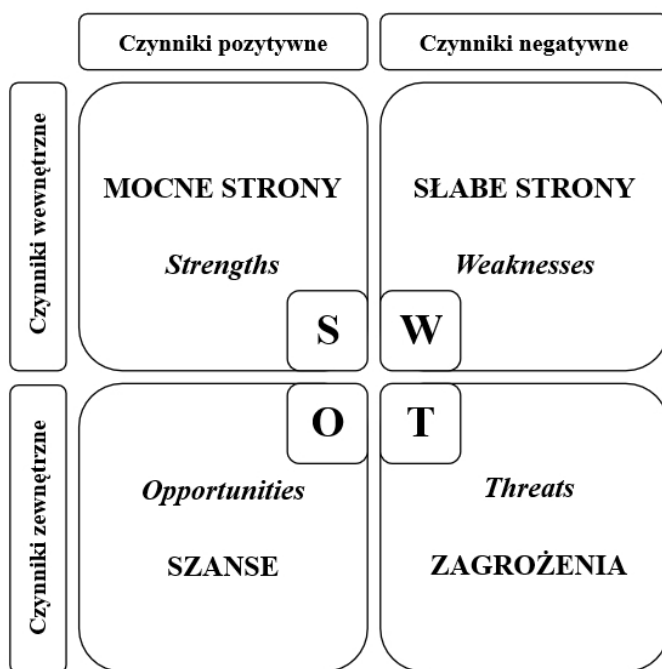 Czynniki pozytywne
Czynniki negatywne
Czynniki wewnętrzne
MOCNE STRONY
Strengths
S
SŁABE STRONY
Weaknesses
W
Czynniki zewnętrzne
O
Opportunities
SZANSE
T
Threats
ZAGROŻENIA